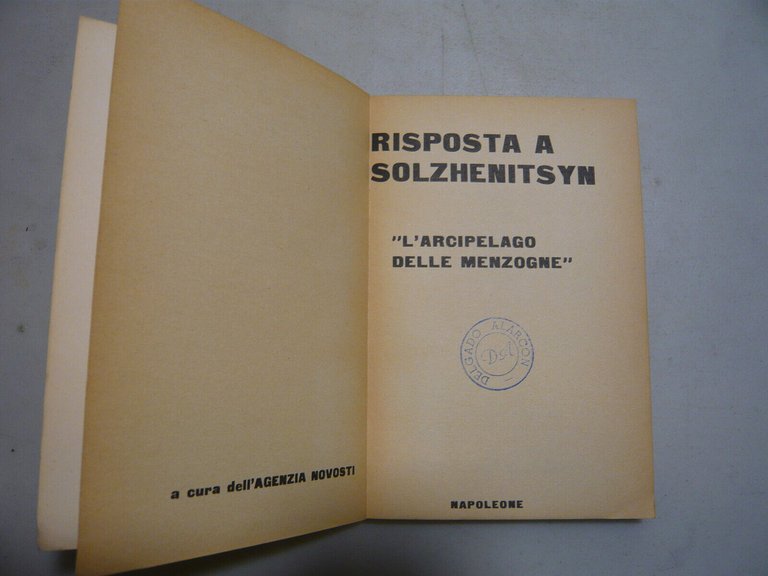 a cura dell'AGENZIA NOVOSTI
RISPOSTA A
SOLZHENITSYN
"L'ARCIPELAGO
DELLE MENZOGNE"
DELGADO ALARCON
D&A
NAPOLEONE